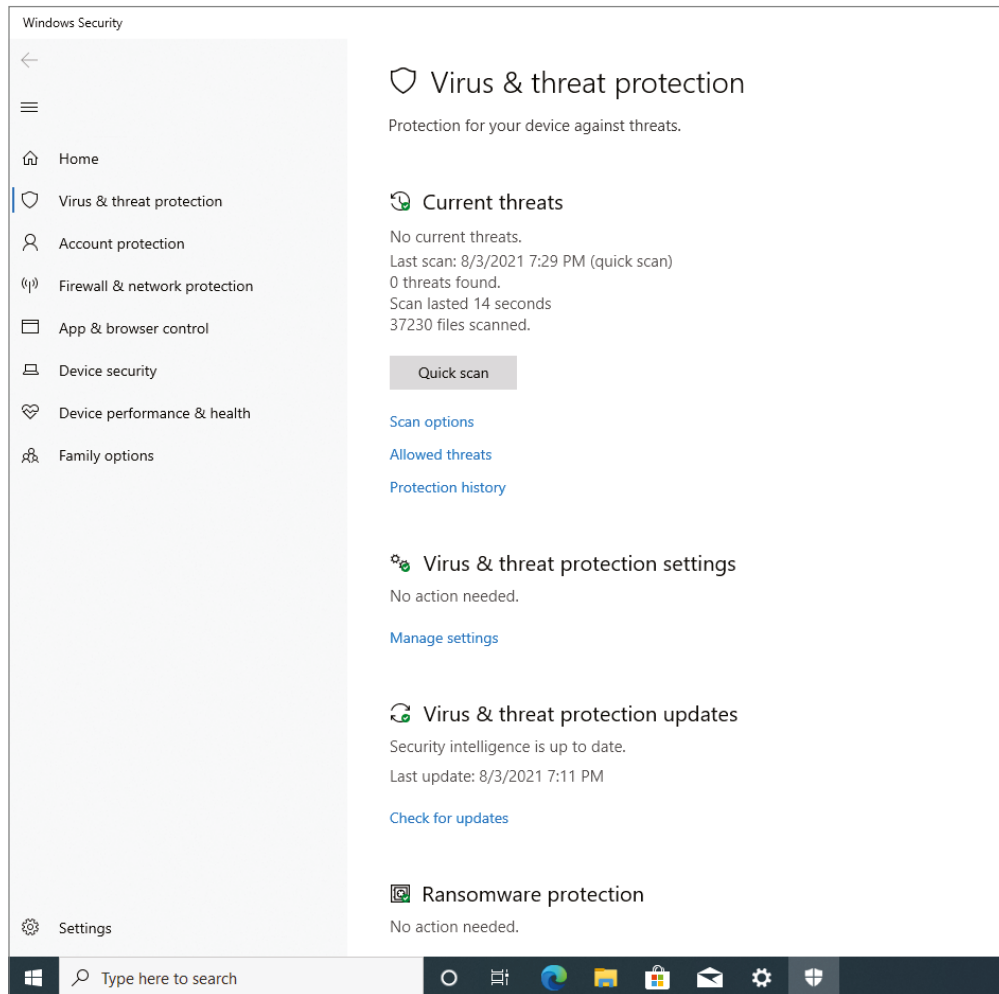 Windows Security
Virus & threat protection
Protection for your device against threats.
Home
Virus & threat protection
Account protection
Firewall & network protection
App & browser control
Device security
Device performance & health
Family options
Settings
Current threats
No current threats.
Last scan: 8/3/2021 7:29 PM (quick scan)
0 threats found.
Scan lasted 14 seconds
37230 files scanned.
Quick scan
Scan options
Allowed threats
Protection history
Virus & threat protection settings
No action needed.
Manage settings
Virus & threat protection updates
Security intelligence is up to date.
Last update: 8/3/2021 7:11 PM
Check for updates
Ransomware protection
No action needed.
Type here to search